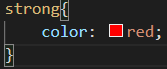 strong{
    color: red;
}